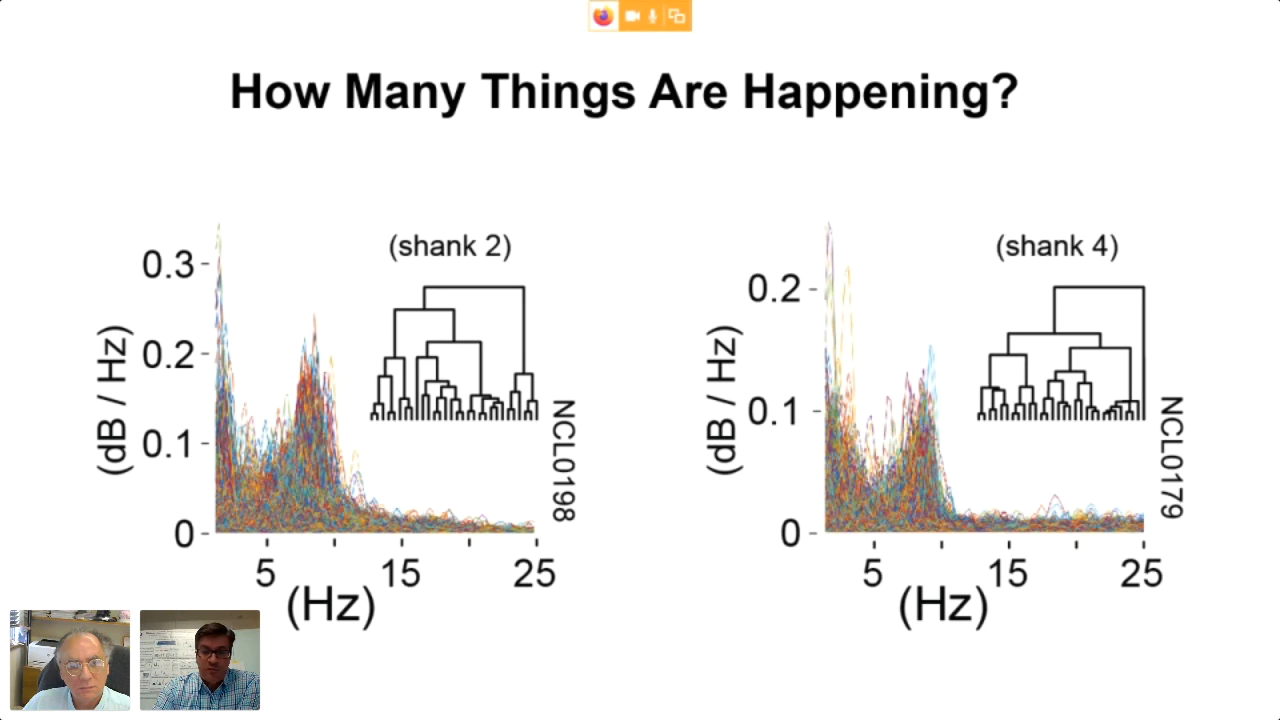 How Many Things Are Happening?
(shank 2)
0.3
0.2
0.1
0
(dB / Hz)
5
15
25
(Hz)
NCL0198
(shank 4)
0.2
0.1
0
(dB / Hz)
5
15
25
(Hz)
NCL0179